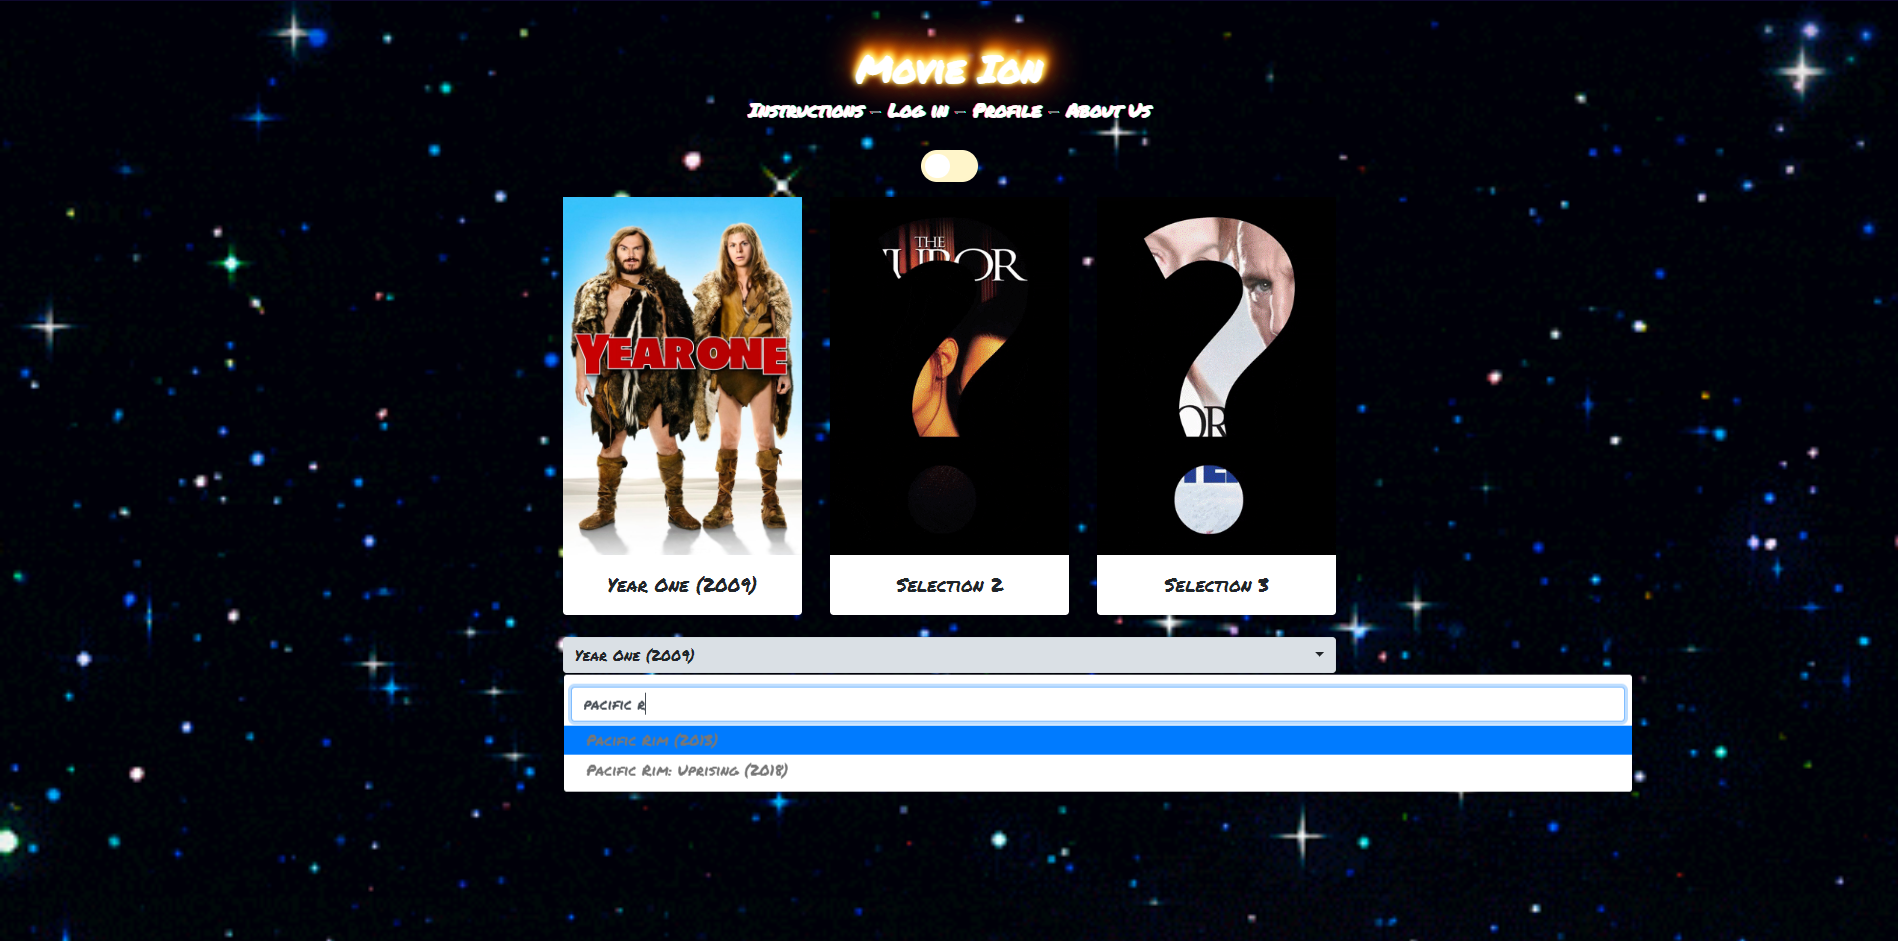 Movie Ion
Instructions - Log in - Profile - About Us
YEAR ONE
THE
OR
OR
Year One (2009)
Selection 2
Selection 3
Year One (2009)
pacific r
Pacific Rim (2013)
Pacific Rim: Uprising (2018)